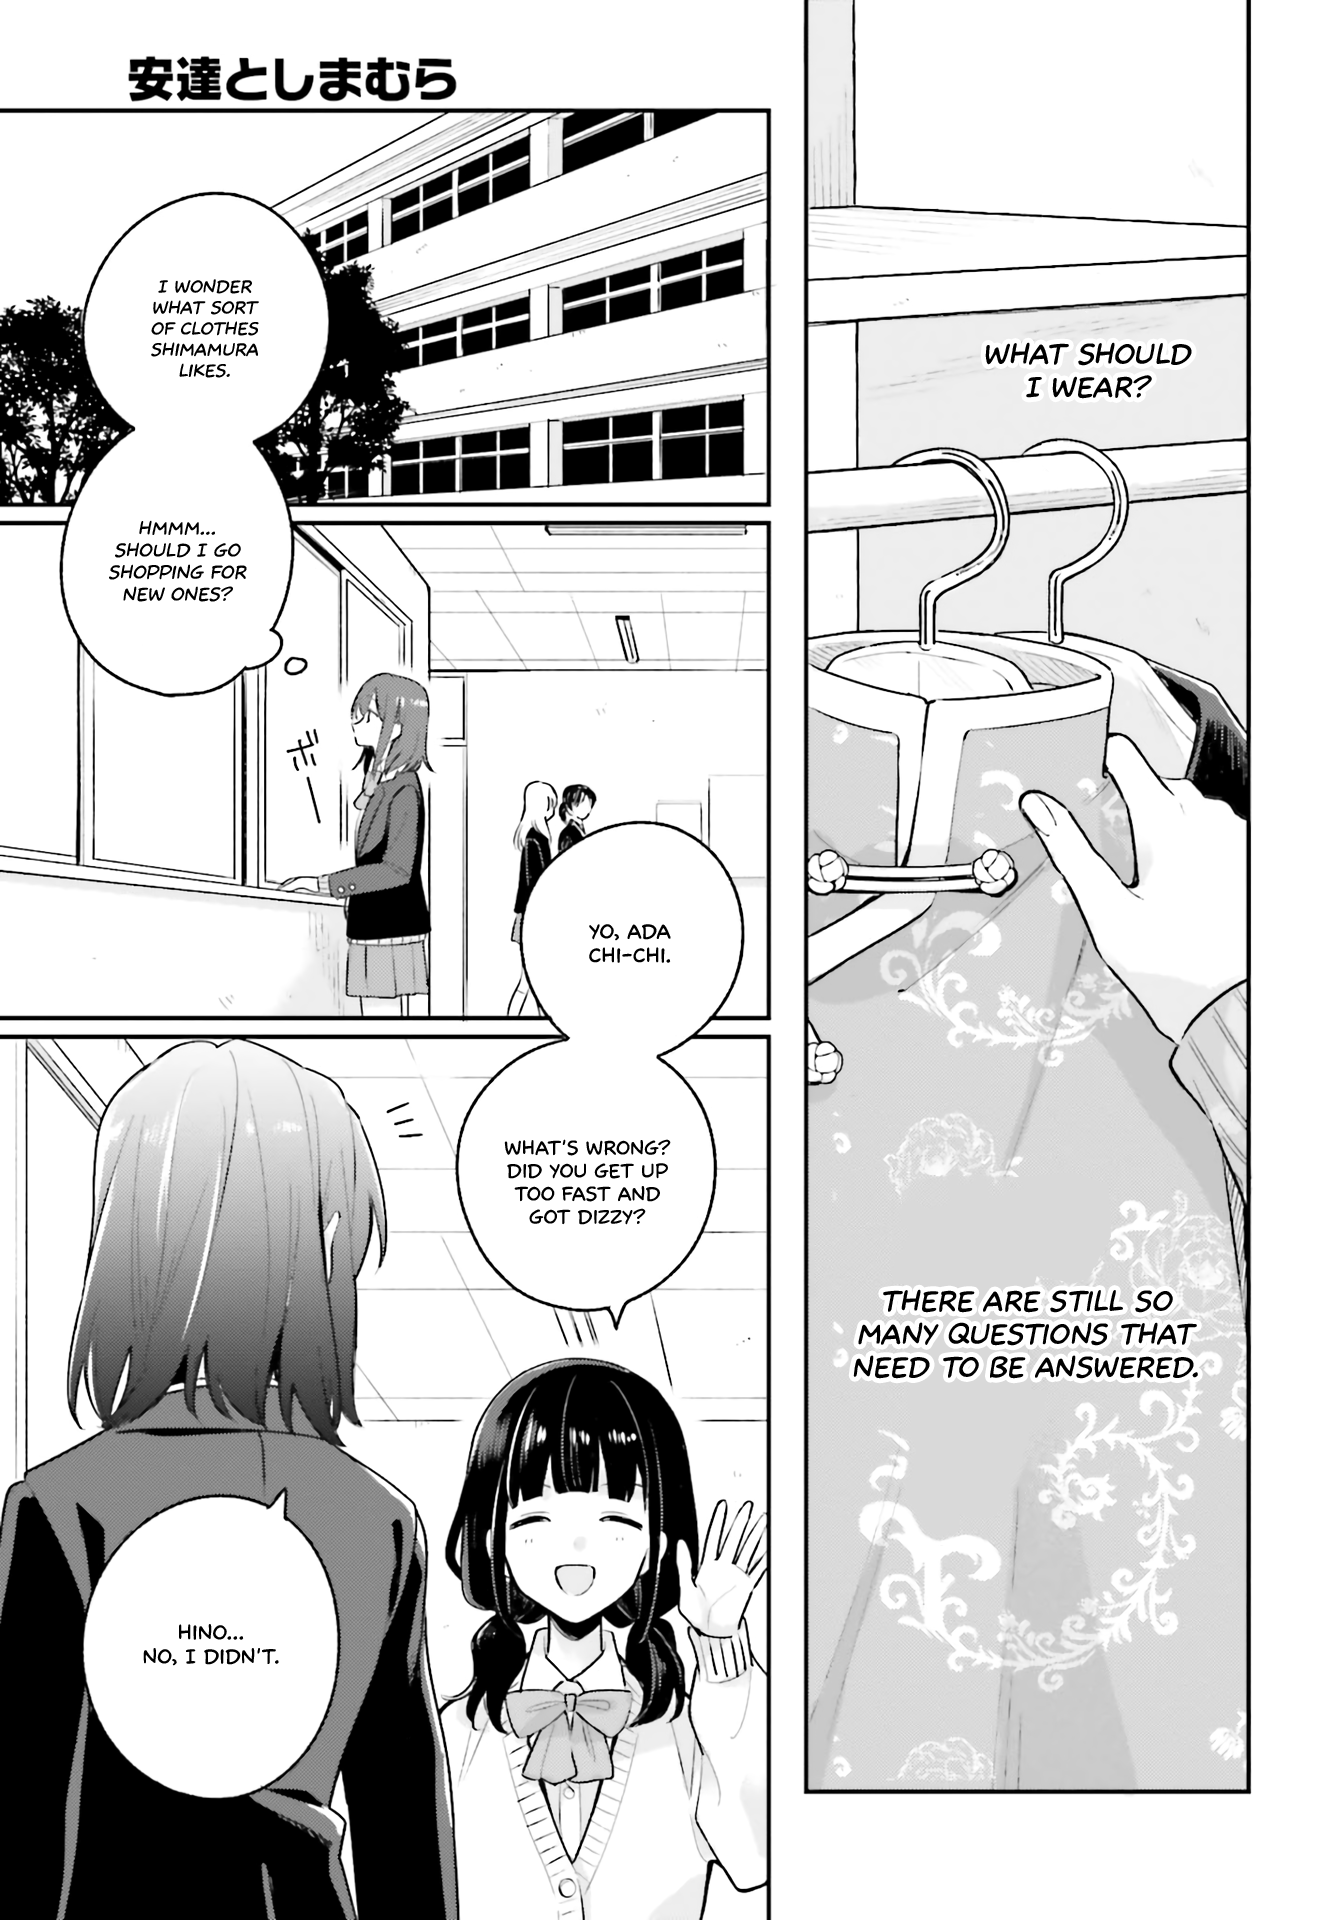 WHAT SHOULD
I WEAR?
THERE ARE STILL SO
MANY QUESTIONS THAT
NEED TO BE ANSWERED.
安達としまむら
I WONDER
WHAT SORT
OF CLOTHES
SHIMAMURA
LIKES.
HMMM...
SHOULD I GO
SHOPPING FOR
NEW ONES?
ボー
YO, ADA
CHI-CHI.
WHAT'S WRONG?
DID YOU GET UP
TOO FAST AND
GOT DIZZY?
HINO...
NO, I DIDN'T.